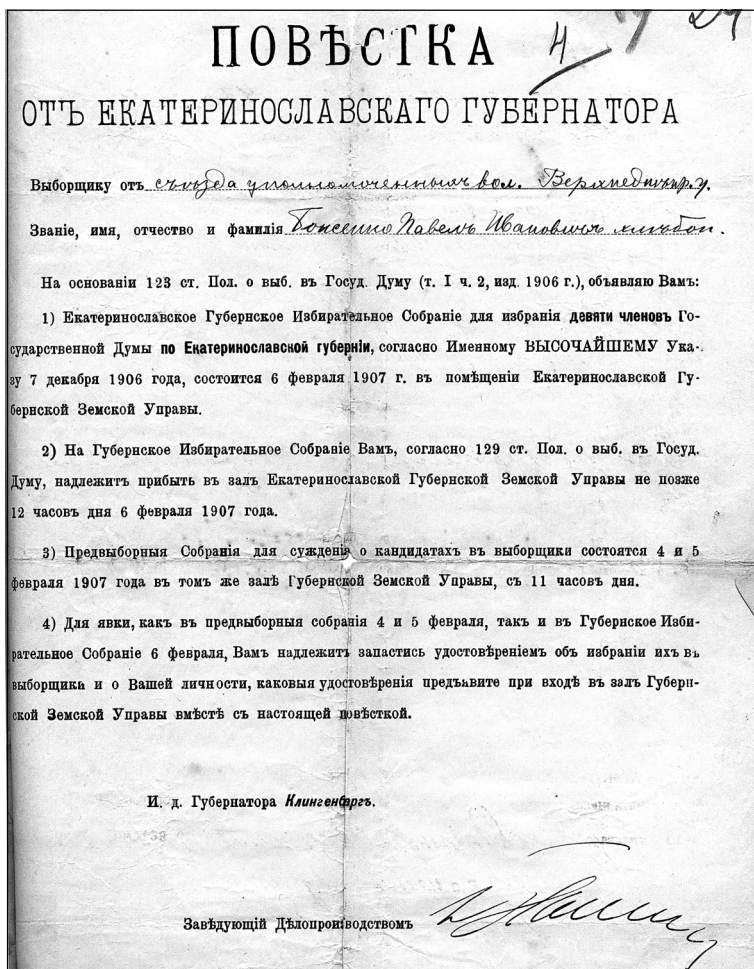 4 19 24
ПОВѢСТКА
ОТЪ ЕКАТЕРИНОСЛАВСКАГО ГУБЕРНАТОРА
Выборщику отъ съѣзда уполномоченныхъ вол. Верхнеднѣпр. у.
Званіе, имя, отчество и фамилія Павелъ Ивановичъ
На основаніи 123 ст. Пол. о выб. въ Госуд. Думу (т. I ч. 2, изд. 1906 г.), объявляю Вамъ:
1) Екатеринославское Губернское Избирательное Собраніе для избранія девяти членовъ Го-
сударственной Думы по Екатеринославской губерніи, согласно Именному ВЫСОЧАЙШЕМУ Ука-
зу 7 декабря 1906 года, состоится 6 февраля 1907 г. въ помѣщеніи Екатеринославской Гу-
бернской Земской Управы.
2) На Губернское Избирательное Собраніе Вамъ, согласно 129 ст. Пол. о выб. въ Госуд.
Думу, надлежитъ прибыть въ залъ Екатеринославской Губернской Земской Управы не позже
12 часовъ дня 6 февраля 1907 года.
3) Предвыборныя Собранія для сужденія о кандидатахъ въ выборщики состоятся 4 и 5
февраля 1907 года въ томъ же залѣ Губернской Земской Управы, съ 11 часовъ дня.
4) Для явки, какъ въ предвыборныя собранія 4 и 5 февраля, такъ и въ Губернское Изби-
рательное Собраніе 6 февраля, Вамъ надлежитъ запастись удостовѣреніемъ объ избраніи ихъ въ
выборщика и о Вашей личности, каковыя удостовѣренія предъявите при входѣ въ залъ Губерн-
ской Земской Управы вмѣстѣ съ настоящей повѣсткой.
И. д. Губернатора Клингенбергъ.
Завѣдующій Дѣлопроизводствомъ